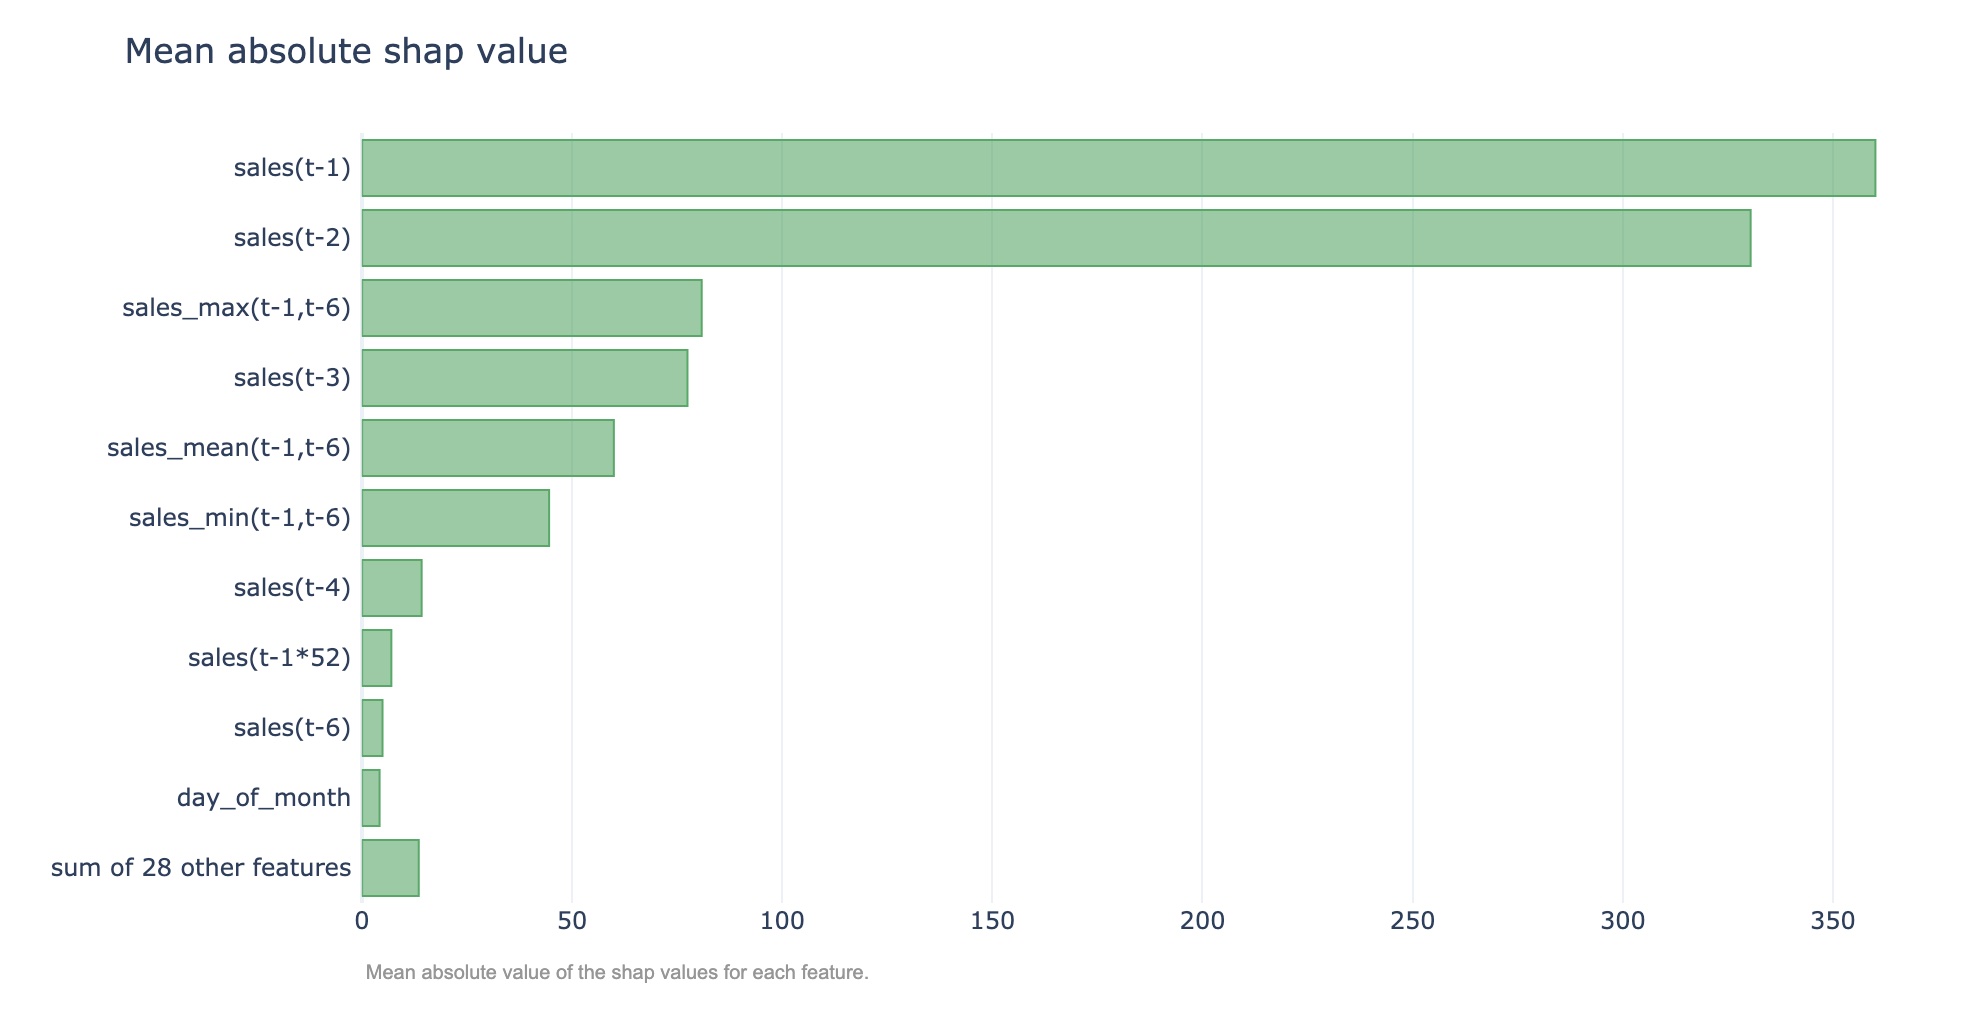 Mean absolute shap value
sales(t-1)
sales(t-2)
sales_max(t-1,t-6)
sales(t-3)
sales_mean(t-1,t-6)
sales_min(t-1,t-6)
sales(t-4)
sales(t-1*52)
sales(t-6)
day_of_month
sum of 28 other features
0 50 100 150 200 250 300 350
Mean absolute value of the shap values for each feature.